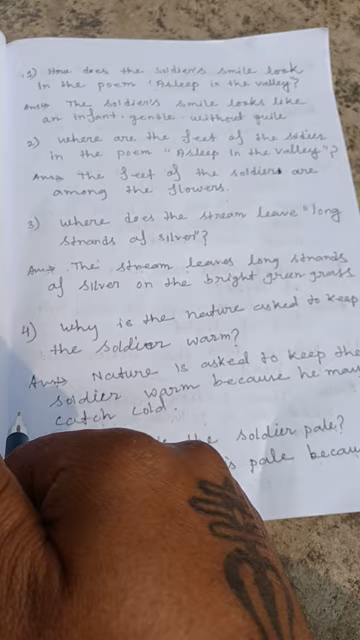 1) How does the soldier's smile look
In the poem 'Asleep in the valley?
Ans→ The soldier's smile looks like
an infant - gentle - without guile
2) Where are the feet of the
in the poem "Asleep In the valley"?
Ans→ The feet of the soldier are
among the flowers.
3) Where does the stream leave "long
strands of silver"?
Ans→ The stream leaves long strands
of silver on the bright green grass
4) Why is the nature asked to keep
the soldier warm?
Ans→ Nature is asked to keep the
soldier warm because he may
catch cold.
the soldier pale?
is pale becau